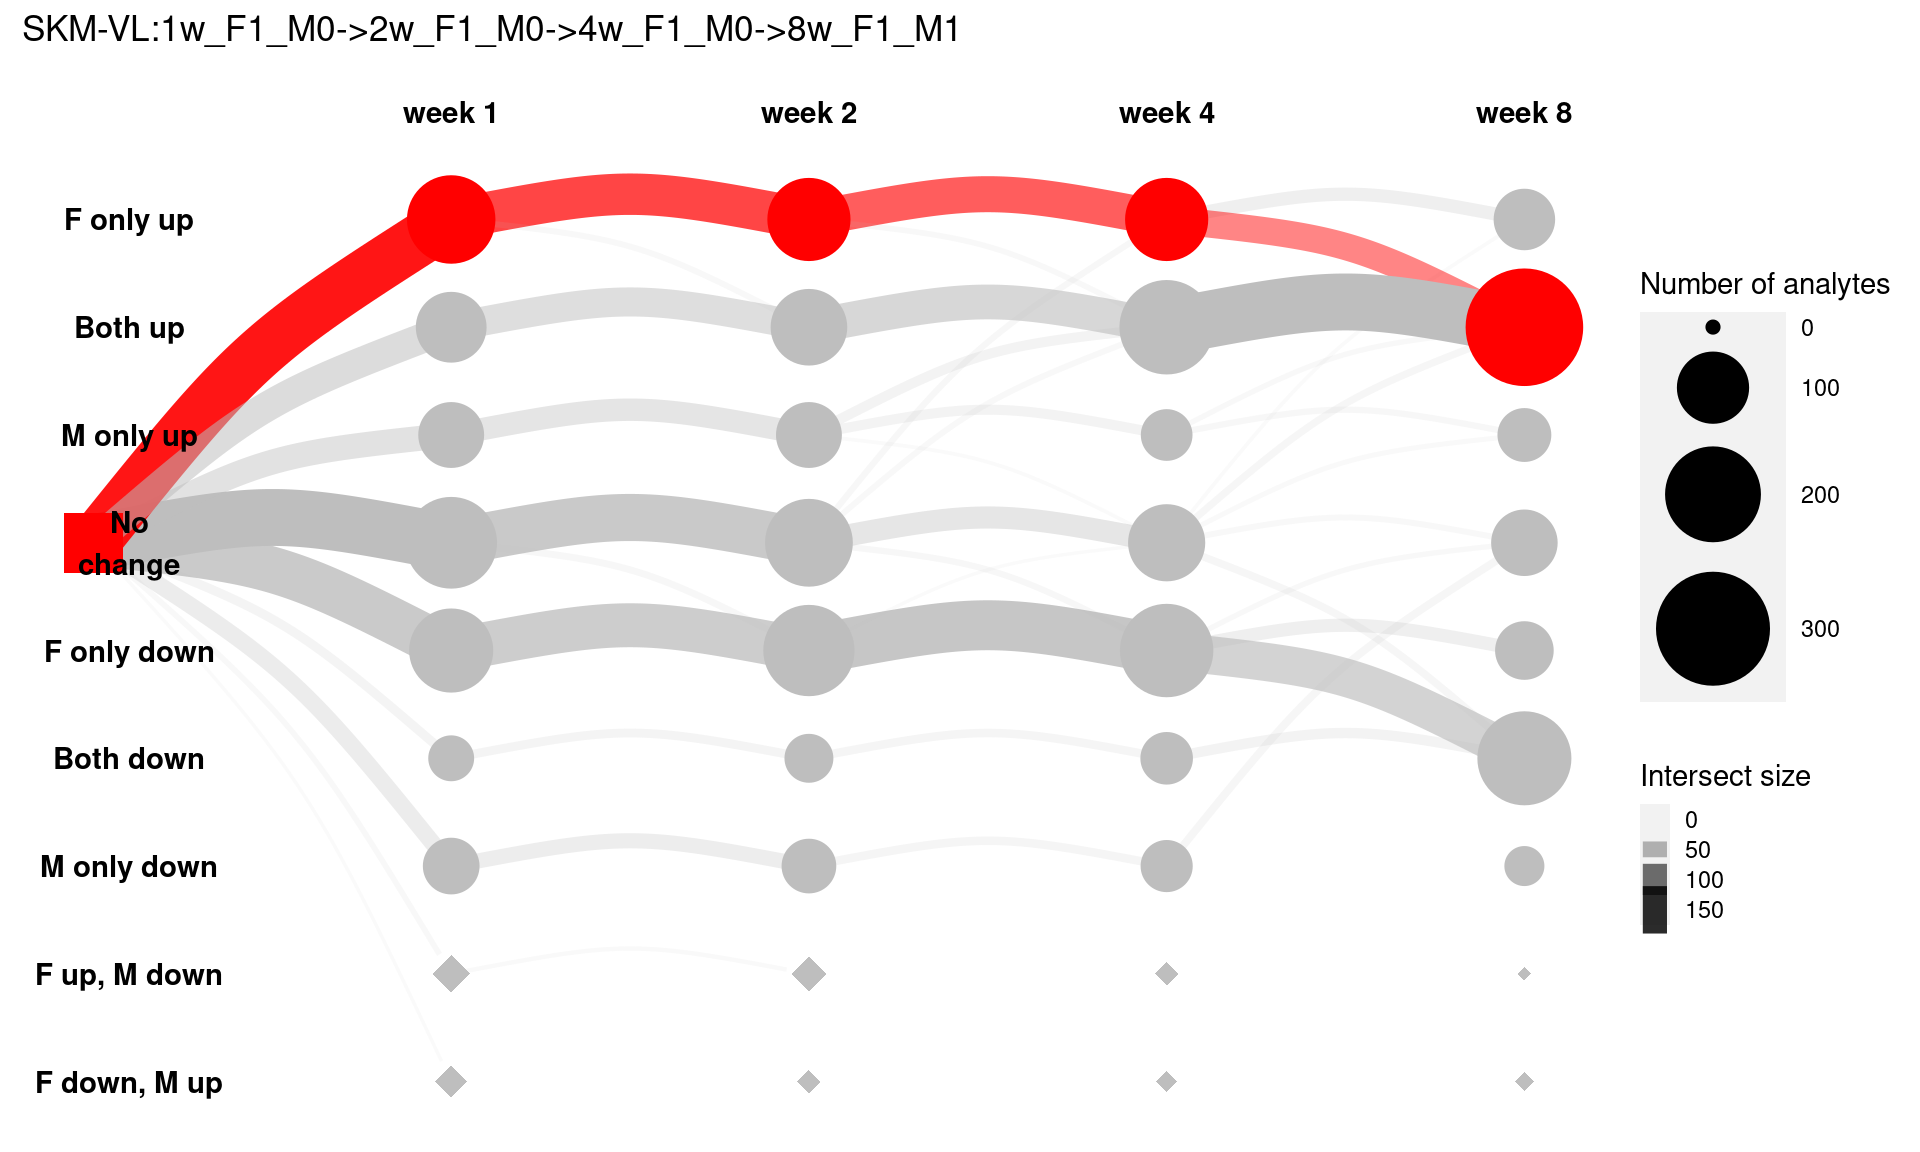 SKM-VL:1w_F1_M0->2w_F1_M0->4w_F1_M0->8w_F1_M1
week 1 week 2 week 4 week 8
F only up
Both up
M only up
No
change
F only down
Both down
M only down
F up, M down
F down, M up
Number of analytes
0
100
200
300
Intersect size
0
50
100
150